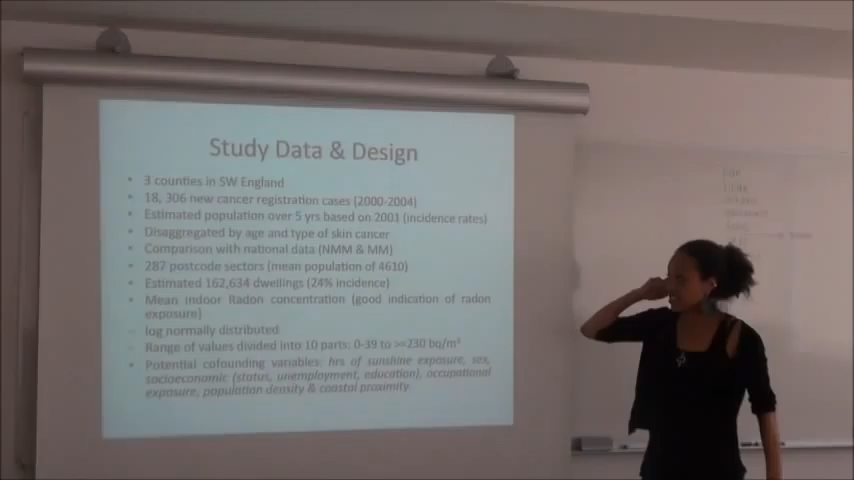 Study Data & Design
• 3 counties in SW England
• 18, 306 new cancer registration cases (2000-2004)
• Estimated population over 5 yrs based on 2001 (incidence rates)
• Disaggregated by age and type of skin cancer
• Comparison with national data (NMM & MM)
• 287 postcode sectors (mean population of 4610)
• Estimated 162,634 dwellings (24% incidence)
• Mean indoor Radon concentration (good indication of radon
exposure)
– log normally distributed
– Range of values divided into 10 parts: 0-39 to >=230 bq/m³
• Potential cofounding variables: hrs of sunshine exposure, sex,
socioeconomic (status, unemployment, education), occupational
exposure, population density & coastal proximity